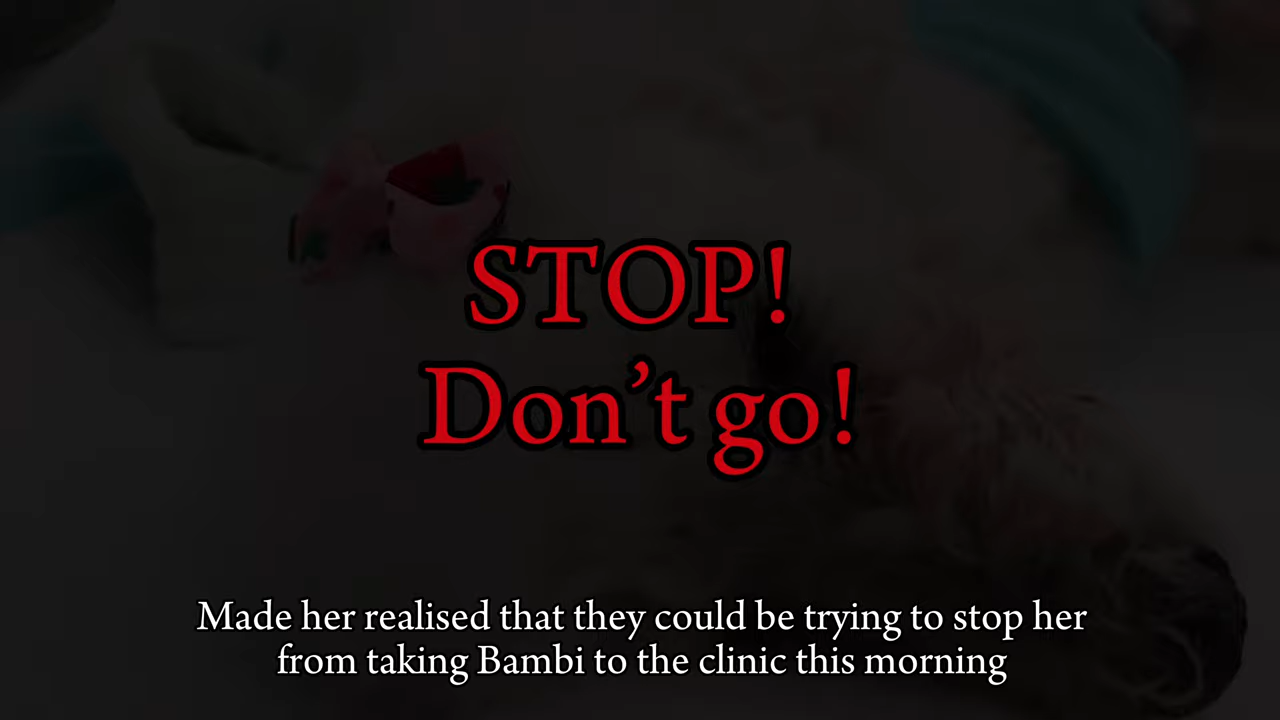 STOP!
Don’t go!
Made her realised that they could be trying to stop her
from taking Bambi to the clinic this morning